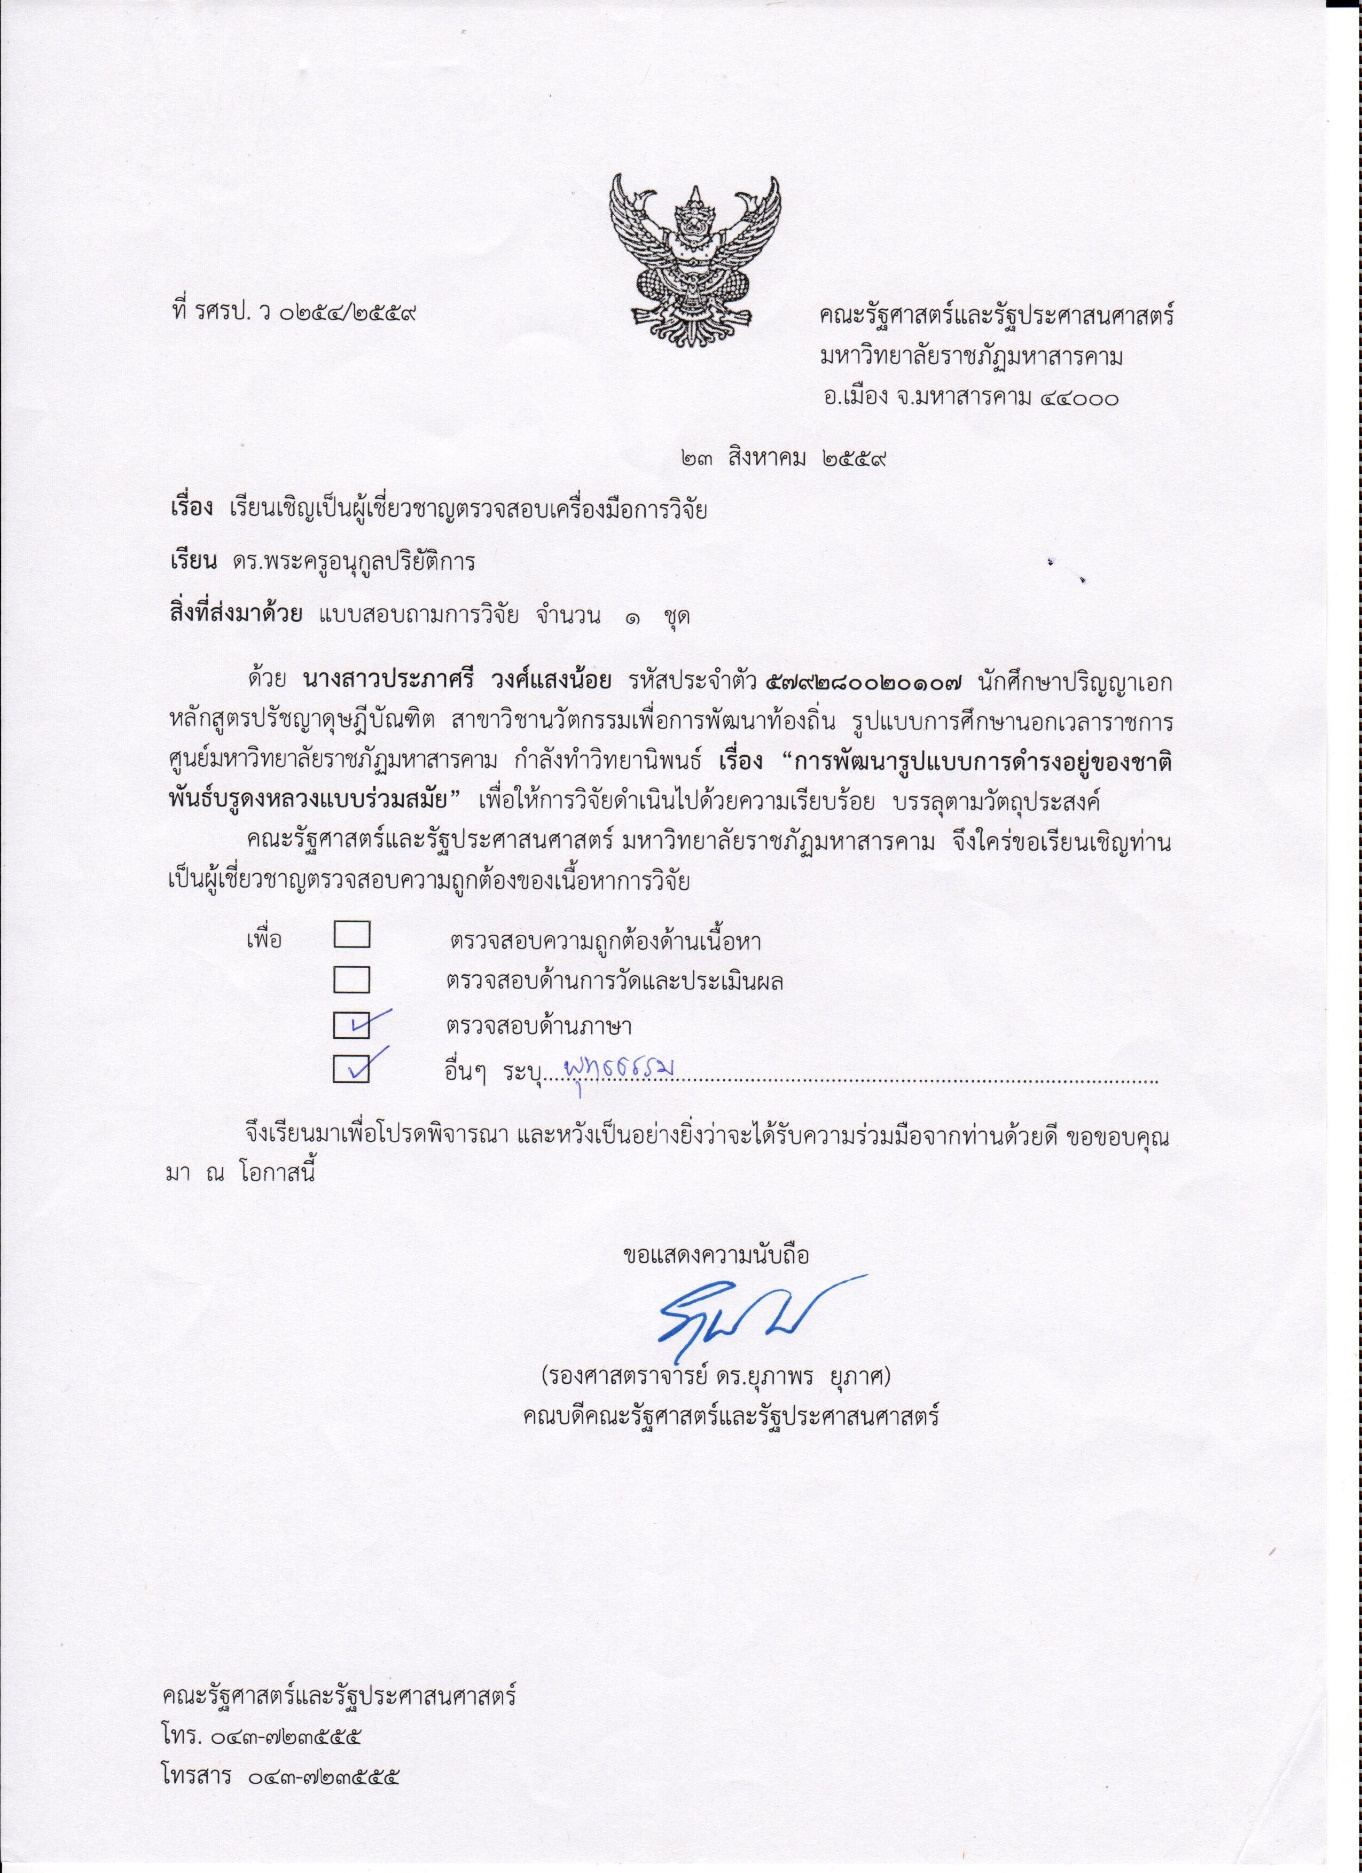 ที่ รศรป. ว ๐๒๕๔/๒๕๕๙
คณะรัฐศาสตร์และรัฐประศาสนศาสตร์
มหาวิทยาลัยราชภัฏมหาสารคาม
อ.เมือง จ.มหาสารคาม ๔๔๐๐๐
๒๓ สิงหาคม ๒๕๕๙
เรื่อง เรียนเชิญเป็นผู้เชี่ยวชาญตรวจสอบเครื่องมือการวิจัย
เรียน ดร.พระครูอนุกูลปริยัติการ
สิ่งที่ส่งมาด้วย แบบสอบถามการวิจัย จำนวน ๑ ชุด
ด้วย นางสาวประภาศรี วงศ์แสงน้อย รหัสประจำตัว ๕๗๙๒๘๐๐๒๐๑๐๗ นักศึกษาปริญญาเอก
หลักสูตรปรัชญาดุษฎีบัณฑิต สาขาวิชานวัตกรรมเพื่อการพัฒนาท้องถิ่น รูปแบบการศึกษานอกเวลาราชการ
ศูนย์มหาวิทยาลัยราชภัฏมหาสารคาม กำลังทำวิทยานิพนธ์ เรื่อง “การพัฒนารูปแบบการดำรงอยู่ของชาติ
พันธ์บรูดงหลวงแบบร่วมสมัย” เพื่อให้การวิจัยดำเนินไปด้วยความเรียบร้อย บรรลุตามวัตถุประสงค์
คณะรัฐศาสตร์และรัฐประศาสนศาสตร์ มหาวิทยาลัยราชภัฏมหาสารคาม จึงใคร่ขอเรียนเชิญท่าน
เป็นผู้เชี่ยวชาญตรวจสอบความถูกต้องของเนื้อหาการวิจัย
เพื่อ ตรวจสอบความถูกต้องด้านเนื้อหา
ตรวจสอบด้านการวัดและประเมินผล
ตรวจสอบด้านภาษา
อื่นๆ ระบุ...พุทธธรรม...
จึงเรียนมาเพื่อโปรดพิจารณา และหวังเป็นอย่างยิ่งว่าจะได้รับความร่วมมือจากท่านด้วยดี ขอขอบคุณ
มา ณ โอกาสนี้
ขอแสดงความนับถือ
(รองศาสตราจารย์ ดร.ยุภาพร ยุภาศ)
คณบดีคณะรัฐศาสตร์และรัฐประศาสนศาสตร์
คณะรัฐศาสตร์และรัฐประศาสนศาสตร์
โทร. ๐๔๓-๗๒๓๕๕๕
โทรสาร ๐๔๓-๗๒๓๕๕๕